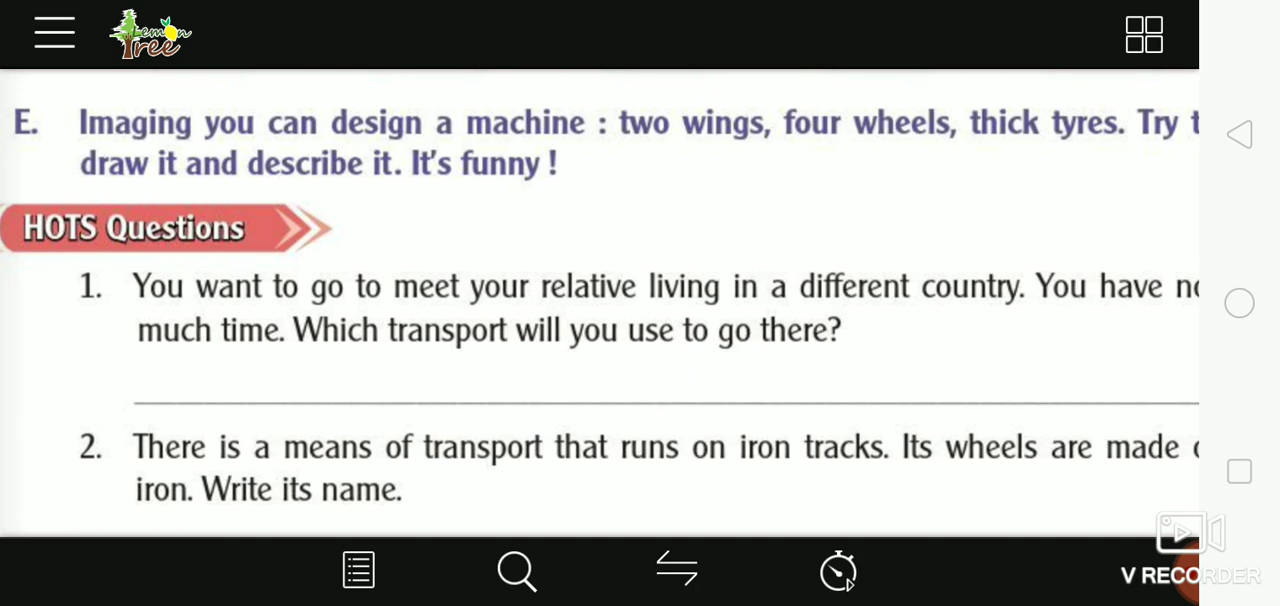 Lemon
Tree
E. Imaging you can design a machine : two wings, four wheels, thick tyres. Try
draw it and describe it. It's funny !
HOTS Questions
1. You want to go to meet your relative living in a different country. You have
much time. Which transport will you use to go there?
2. There is a means of transport that runs on iron tracks. Its wheels are made
iron. Write its name.
V RECORDER